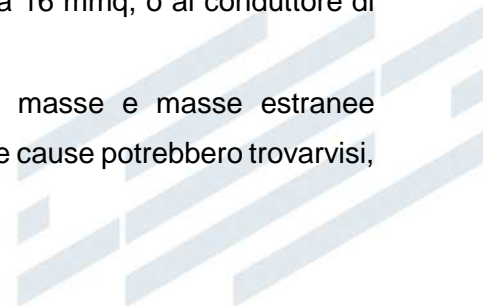 a 16 mmq, o al conduttore di
masse e masse estranee
e cause potrebbero trovarvisi,